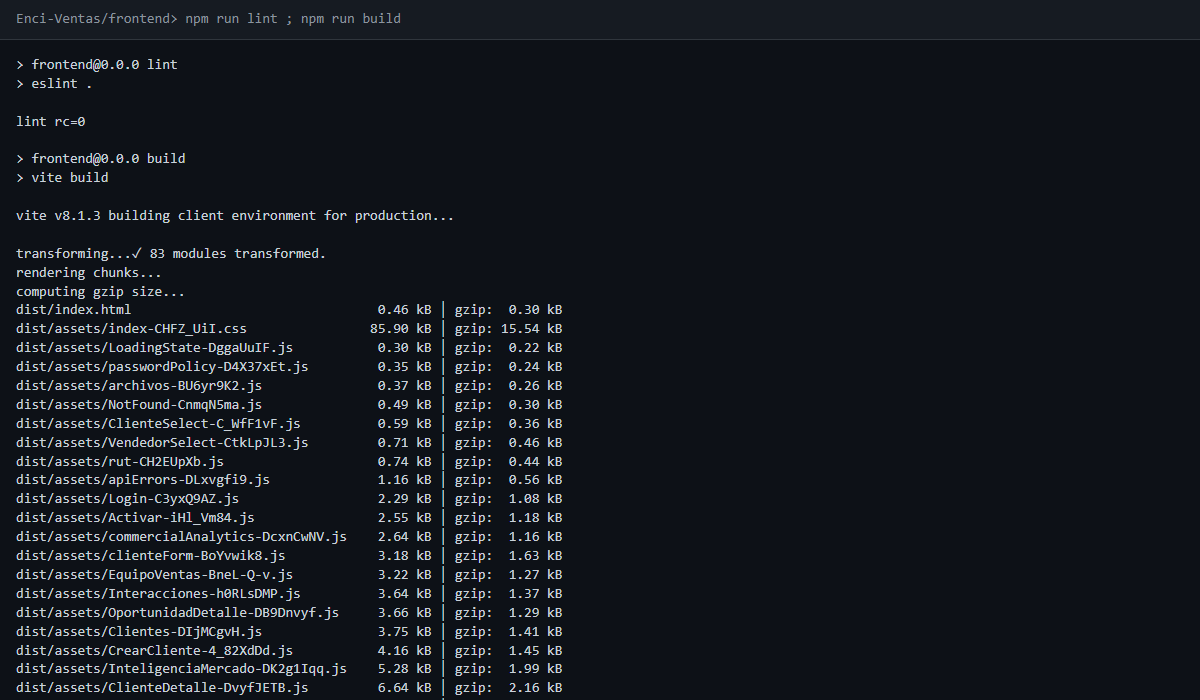 Enci-Ventas/frontend> npm run lint ; npm run build
> frontend@0.0.0 lint
> eslint .
lint rc=0
> frontend@0.0.0 build
> vite build
vite v8.1.3 building client environment for production...
transforming...✓ 83 modules transformed.
rendering chunks...
computing gzip size...
dist/index.html                 0.46 kB │ gzip:  0.30 kB
dist/assets/index-CHFZ_UiI.css                85.90 kB │ gzip: 15.54 kB
dist/assets/LoadingState-DggaUuIF.js           0.30 kB │ gzip:  0.22 kB
dist/assets/passwordPolicy-D4X37xEt.js         0.35 kB │ gzip:  0.24 kB
dist/assets/archivos-BU6yr9K2.js               0.37 kB │ gzip:  0.26 kB
dist/assets/NotFound-CnmqN5ma.js               0.49 kB │ gzip:  0.30 kB
dist/assets/ClienteSelect-C_WfF1vF.js          0.59 kB │ gzip:  0.36 kB
dist/assets/VendedorSelect-CtkLpJL3.js         0.71 kB │ gzip:  0.46 kB
dist/assets/rut-CH2EUpXb.js                    0.74 kB │ gzip:  0.44 kB
dist/assets/apiErrors-DLxvgfi9.js              1.16 kB │ gzip:  0.56 kB
dist/assets/Login-C3yxQ9AZ.js                  2.29 kB │ gzip:  1.08 kB
dist/assets/Activar-iHl_Vm84.js                2.55 kB │ gzip:  1.18 kB
dist/assets/commercialAnalytics-DcxnCwNV.js    2.64 kB │ gzip:  1.16 kB
dist/assets/clienteForm-BoYvwik8.js            3.18 kB │ gzip:  1.63 kB
dist/assets/EquipoVentas-BneL-Q-v.js           3.22 kB │ gzip:  1.27 kB
dist/assets/Interacciones-h0RLsDMP.js          3.64 kB │ gzip:  1.37 kB
dist/assets/OportunidadDetalle-DB9Dnvyf.js     3.66 kB │ gzip:  1.29 kB
dist/assets/Clientes-DIjMCgvH.js               3.75 kB │ gzip:  1.41 kB
dist/assets/CrearCliente-4_82XdDd.js           4.16 kB │ gzip:  1.45 kB
dist/assets/InteligenciaMercado-DK2g1Iqq.js    5.28 kB │ gzip:  1.99 kB
dist/assets/ClienteDetalle-DvyfJETB.js         6.64 kB │ gzip:  2.16 kB